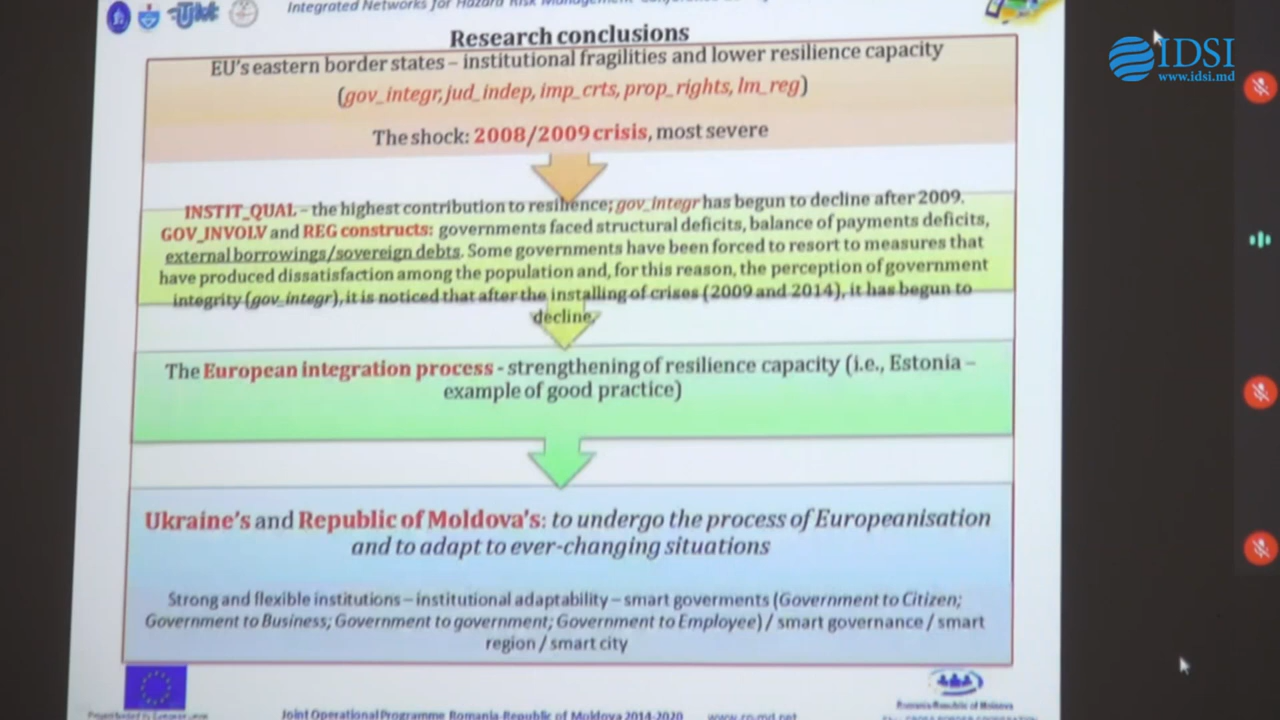 Integrated Networks for Hazard Risk Management
Research conclusions
IDSI
www.idsi.md
EU's eastern border states – institutional fragilities and lower resilience capacity
(gov_integr, jud_indep, imp_crts, prop_rights, lm_reg)
The shock: 2008/2009 crisis, most severe
INSTIT_QUAL – the highest contribution to resilience; gov_integr has begun to decline after 2009.
GOV_INVOLV and REG constructs: governments faced structural deficits, balance of payments deficits,
external borrowings/sovereign debts. Some governments have been forced to resort to measures that
have produced dissatisfaction among the population and, for this reason, the perception of government
integrity (gov_integr), it is noticed that after the installing of crises (2009 and 2014), it has begun to
decline.
The European integration process - strengthening of resilience capacity (i.e., Estonia –
example of good practice)
Ukraine's and Republic of Moldova's: to undergo the process of Europeanisation
and to adapt to ever-changing situations
Strong and flexible institutions – institutional adaptability – smart goverments (Government to Citizen;
Government to Business; Government to government; Government to Employee) / smart governance / smart
region / smart city
Joint Operational Programme Romania-Republic of Moldova 2014-2020
Romania-Republic of Moldova